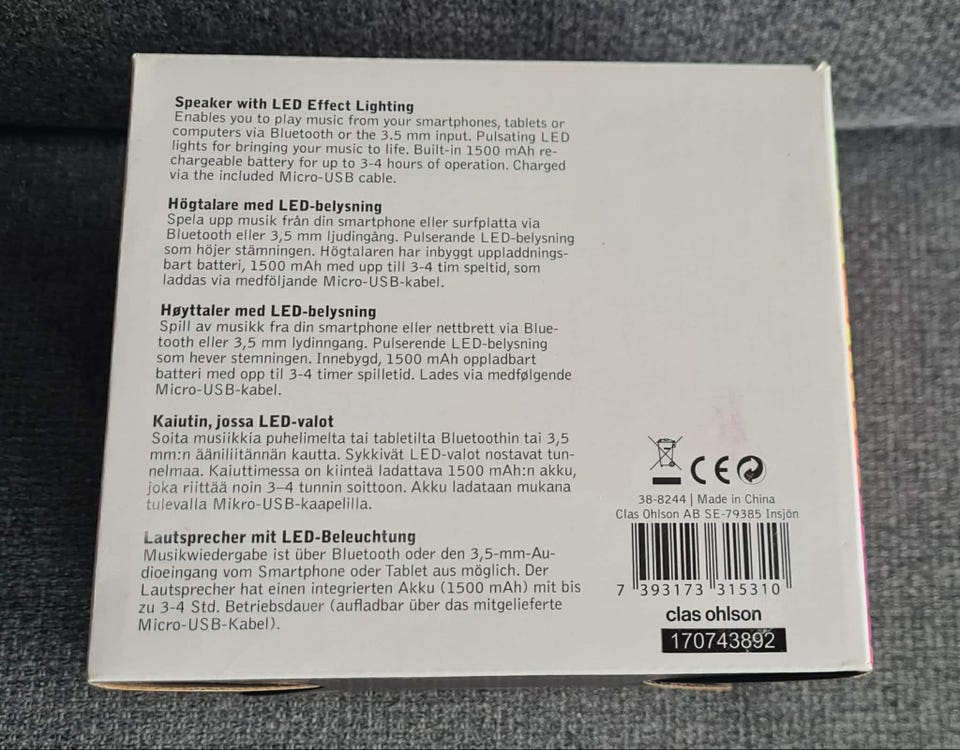 Speaker with LED Effect Lighting
Enables you to play music from your smartphones, tablets or
computers via Bluetooth or the 3.5 mm input. Pulsating LED
lights for bringing your music to life. Built-in 1500 mAh re-
chargeable battery for up to 3-4 hours of operation. Charged
via the included Micro-USB cable.
Högtalare med LED-belysning
Spela upp musik från din smartphone eller surfplatta via
Bluetooth eller 3,5 mm ljudingång. Pulserande LED-belysning
som höjer stämningen. Högtalaren har inbyggt uppladdnings-
bart batteri, 1500 mAh med upp till 3-4 tim speltid, som
laddas via medföljande Micro-USB-kabel.
Høyttaler med LED-belysning
Spill av musikk fra din smartphone eller nettbrett via Blue-
tooth eller 3,5 mm lydinngang. Pulserende LED-belysning
som hever stemningen. Innebygd, 1500 mAh oppladbart
batteri med opp til 3-4 timer spilletid. Lades via medfølgende
Micro-USB-kabel.
Kaiutin, jossa LED-valot
Soita musiikkia puhelimelta tai tabletilta Bluetoothin tai 3,5
mm:n ääniliitännän kautta. Sykkivät LED-valot nostavat tun-
nelmaa. Kaiuttimessa on kiinteä ladattava 1500 mAh:n akku,
joka riittää noin 3–4 tunnin soittoon. Akku ladataan mukana
tulevalla Mikro-USB-kaapelilla.
Lautsprecher mit LED-Beleuchtung
Musikwiedergabe ist über Bluetooth oder den 3,5-mm-Au-
dioeingang vom Smartphone oder Tablet aus möglich. Der
Lautsprecher hat einen integrierten Akku (1500 mAh) mit bis
zu 3-4 Std. Betriebsdauer (aufladbar über das mitgelieferte
Micro-USB-Kabel).
CE
38-8244 | Made in China
Clas Ohlson AB SE-79385 Insjön
7 393173 315310
clas ohlson
170743892